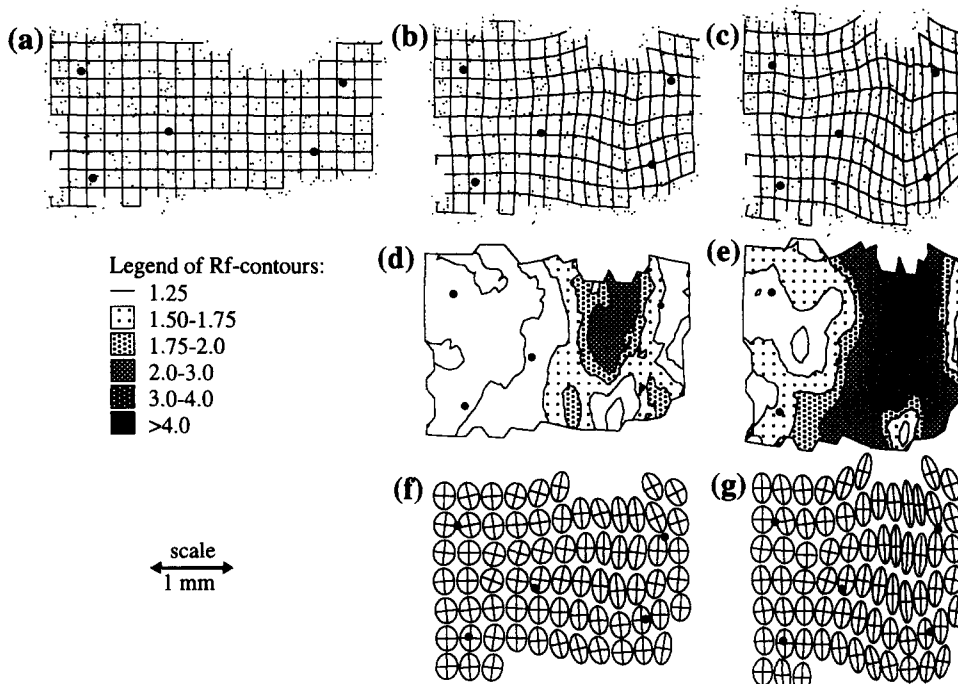 (a)
(b)
(c)
(d)
(e)
Legend of Rf-contours:
1.25
1.50-1.75
1.75-2.0
2.0-3.0
3.0-4.0
>4.0
(f)
(g)
scale
1 mm